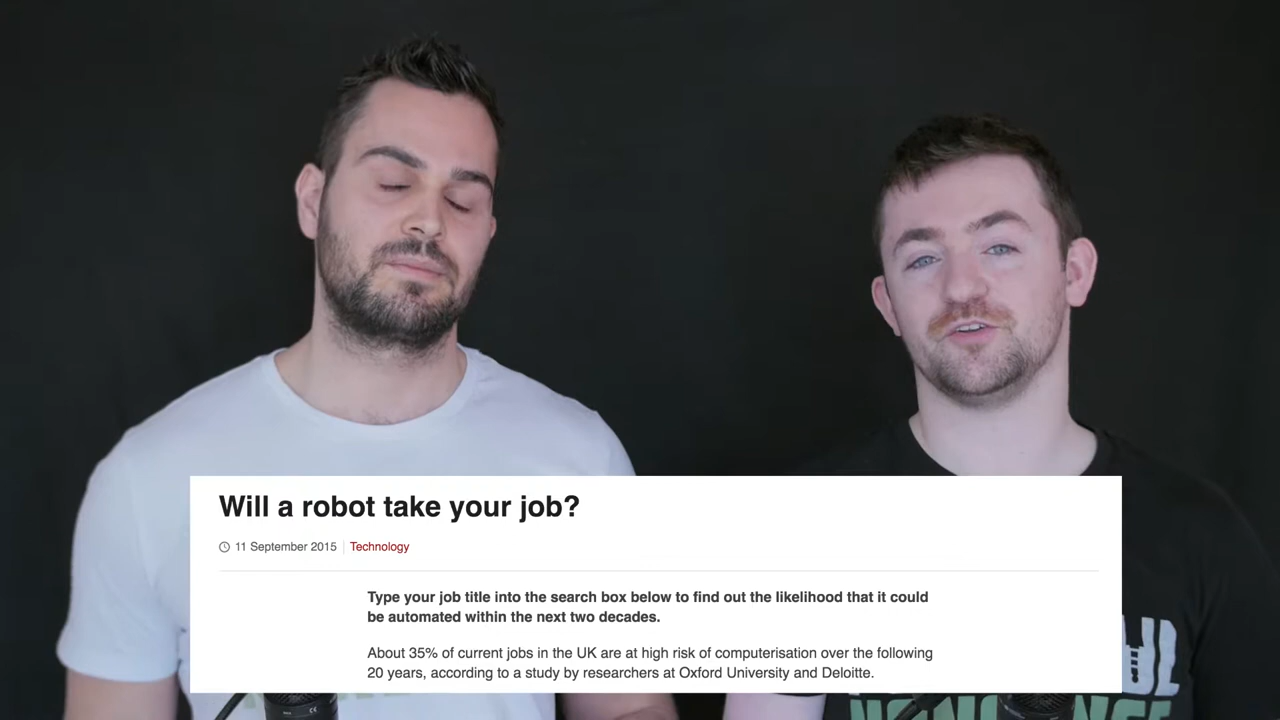 Will a robot take your job?
11 September 2015 | Technology
Type your job title into the search box below to find out the likelihood that it could
be automated within the next two decades.
About 35% of current jobs in the UK are at high risk of computerisation over the following
20 years, according to a study by researchers at Oxford University and Deloitte.
CE